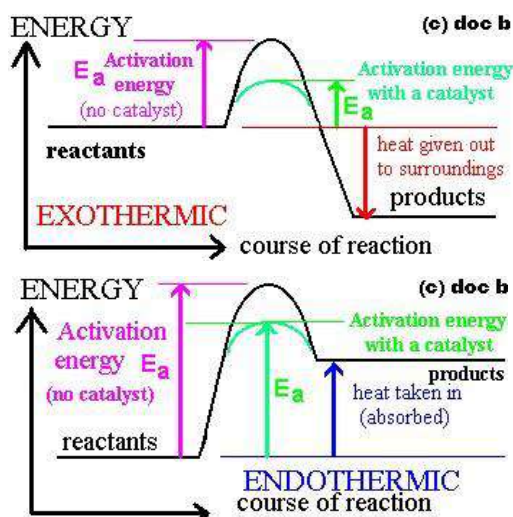 ENERGY
(c) doc b
Ea Activation
energy
(no catalyst)
Activation energy
with a catalyst
Ea
reactants
heat given out
to surroundings
products
EXOTHERMIC
course of reaction
ENERGY
(c) doc b
Activation
energy Ea
(no catalyst)
Activation energy
with a catalyst
products
Ea
heat taken in
(absorbed)
reactants
ENDOTHERMIC
course of reaction